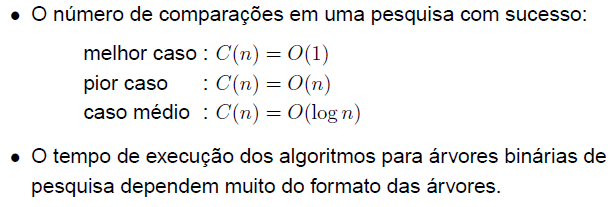 • O número de comparações em uma pesquisa com sucesso:
melhor caso : C(n) = O(1)
pior caso : C(n) = O(n)
caso médio : C(n) = O(log n)
• O tempo de execução dos algoritmos para árvores binárias de
pesquisa dependem muito do formato das árvores.